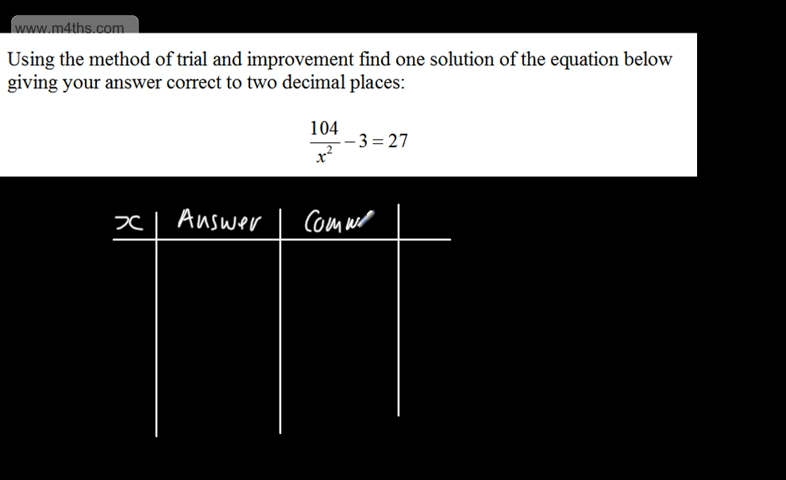 www.m4ths.com
Using the method of trial and improvement find one solution of the equation below
giving your answer correct to two decimal places:
104/x² − 3 = 27
x Answer